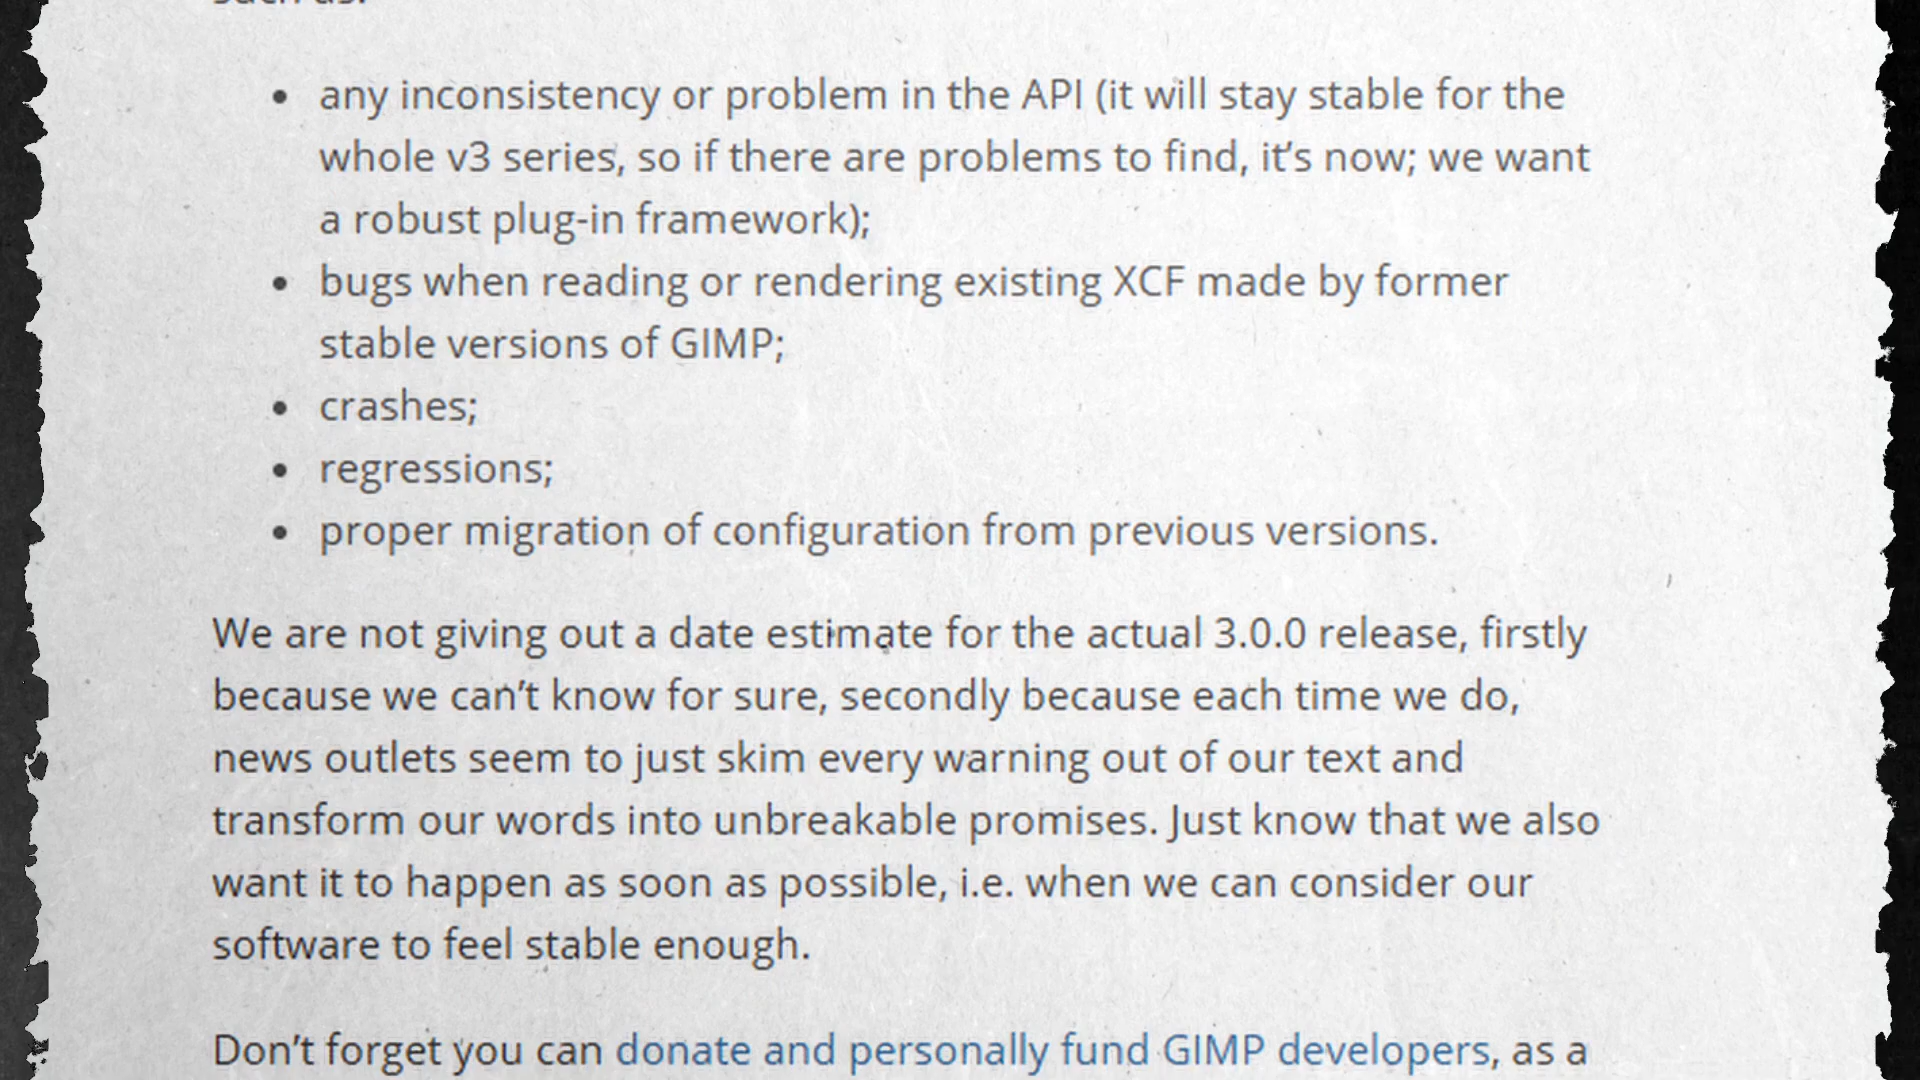 such as:
• any inconsistency or problem in the API (it will stay stable for the
whole v3 series, so if there are problems to find, it’s now; we want
a robust plug-in framework);
• bugs when reading or rendering existing XCF made by former
stable versions of GIMP;
• crashes;
• regressions;
• proper migration of configuration from previous versions.
We are not giving out a date estimate for the actual 3.0.0 release, firstly
because we can’t know for sure, secondly because each time we do,
news outlets seem to just skim every warning out of our text and
transform our words into unbreakable promises. Just know that we also
want it to happen as soon as possible, i.e. when we can consider our
software to feel stable enough.
Don’t forget you can donate and personally fund GIMP developers, as a